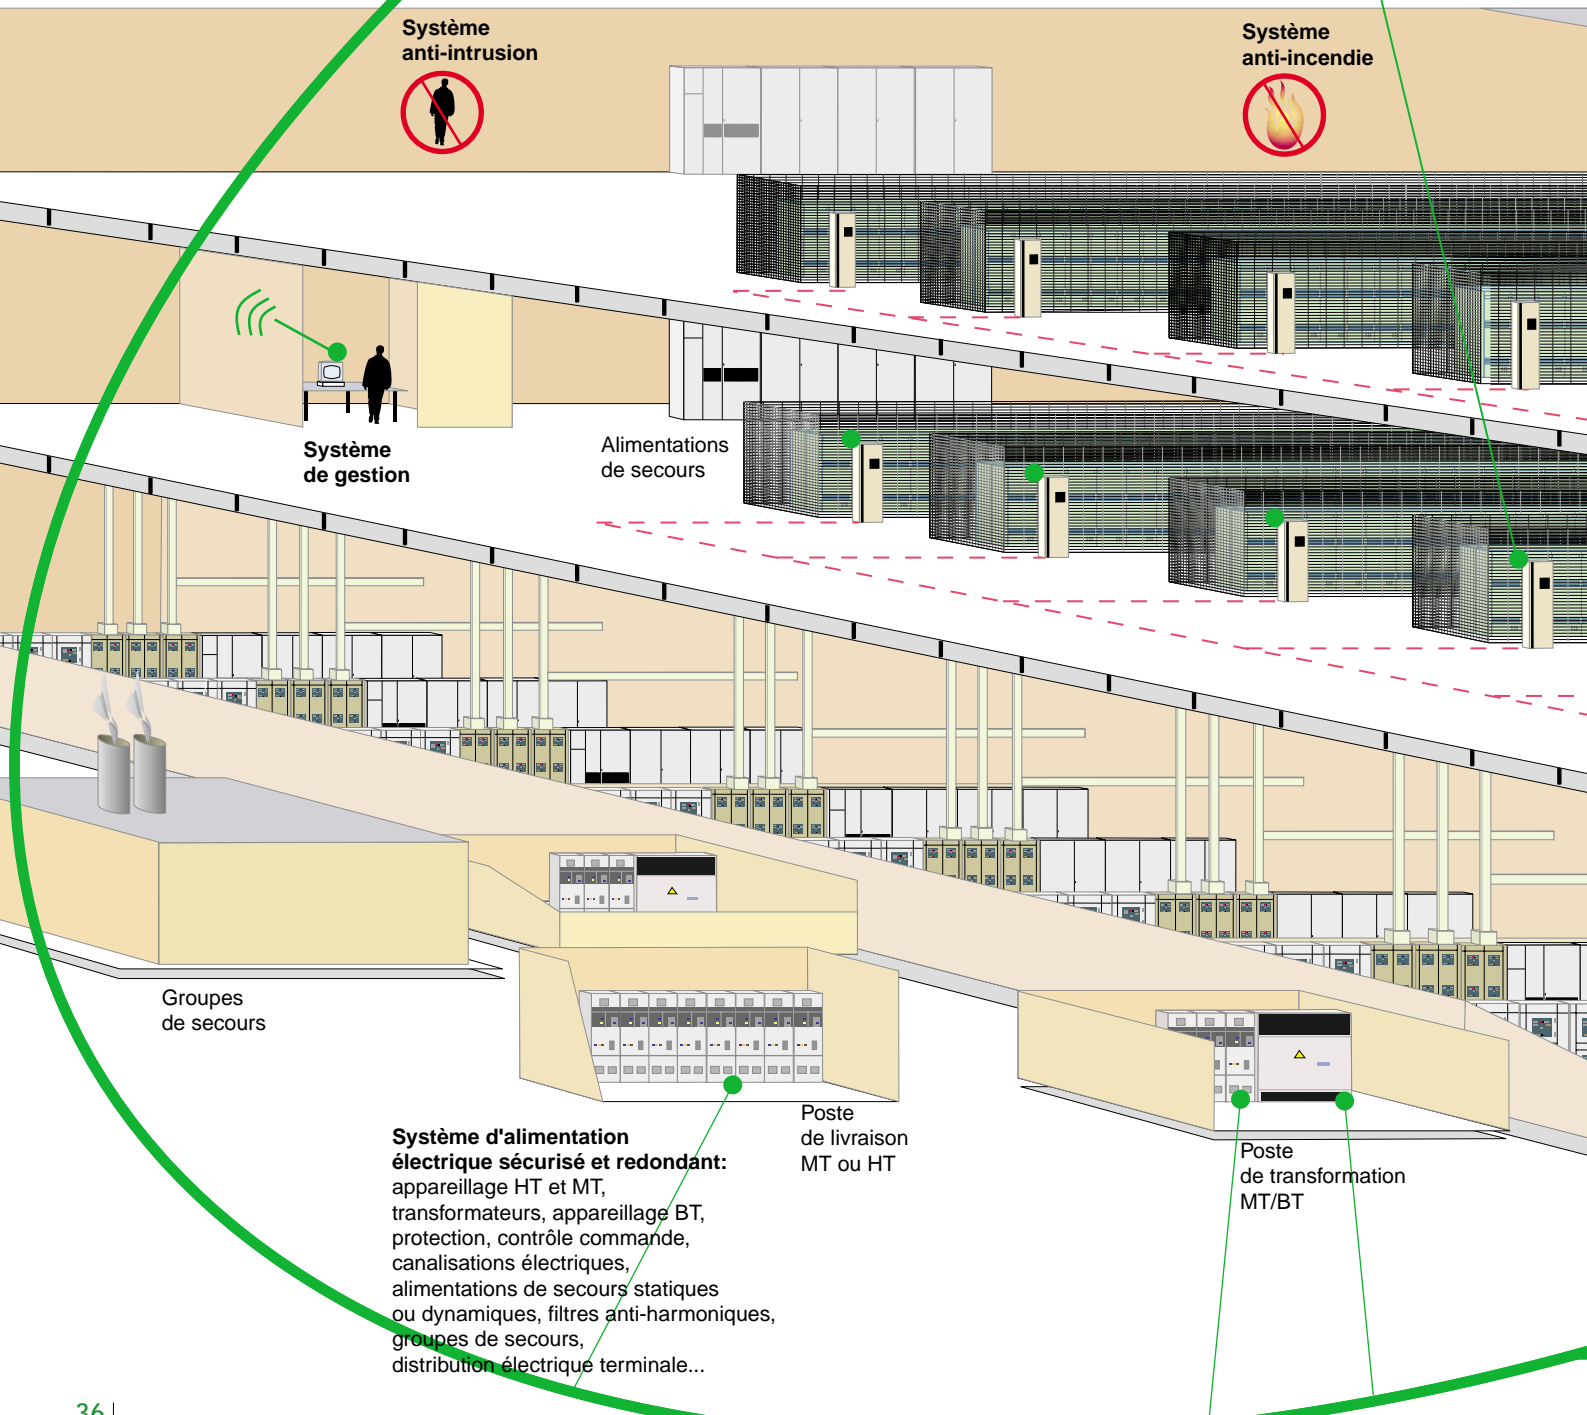 Système
anti-intrusion
Système
anti-incendie
Système
de gestion
Alimentations
de secours
Groupes
de secours
Poste
de livraison
MT ou HT
Système d'alimentation
électrique sécurisé et redondant:
appareillage HT et MT,
transformateurs, appareillage BT,
protection, contrôle commande,
canalisations électriques,
alimentations de secours statiques
ou dynamiques, filtres anti-harmoniques,
groupes de secours,
distribution électrique terminale...
Poste
de transformation
MT/BT
36